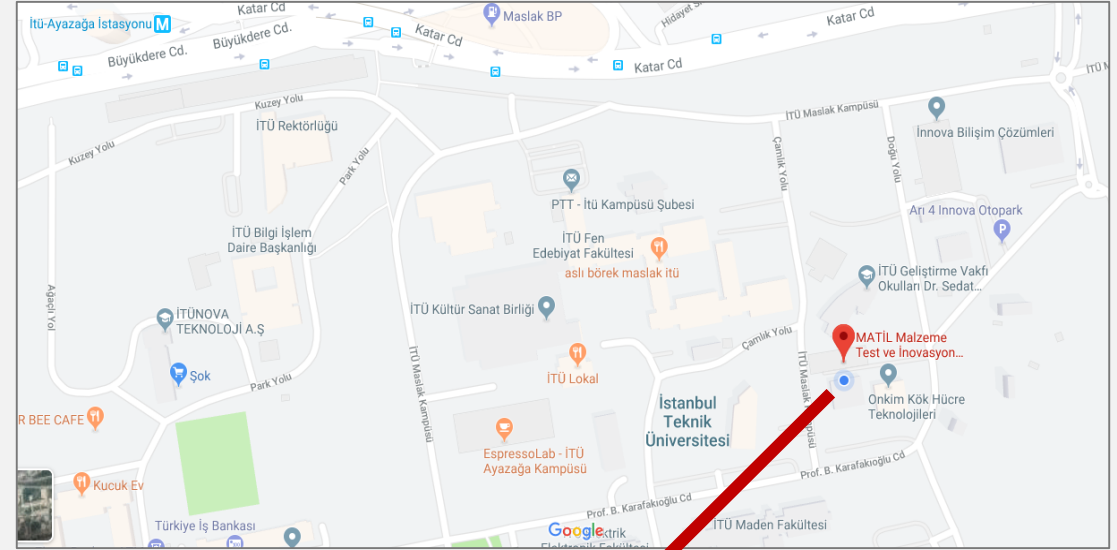 Katar Cd
İtü-Ayazağa İstasyonu M
Büyükdere Cd.
Büyükdere Cd.
Maslak BP
Katar Cd
Hidayet
Katar Cd
Katar Cd
Kuzey Yolu
İTÜ Rektörlüğü
Kuzey Yolu
Park Yolu
İTÜ Maslak Kampüsü
Çamlık Yolu
Doğu Yolu
Innova Bilişim Çözümleri
PTT - İtü Kampüsü Şubesi
Arı 4 Innova Otopark
P
İTÜ Bilgi İşlem
Daire Başkanlığı
İTÜ Fen
Edebiyat Fakültesi
aslı börek maslak itü
İTÜ Geliştirme Vakfı
Okulları Dr. Sedat...
Ağaçlı Yol
İTÜNOVA
TEKNOLOJİ A.Ş
İTÜ Kültür Sanat Birliği
Çamlık Yolu
MATİL Malzeme
Test ve İnovasyon...
Şok
Park Yolu
İTÜ Maslak Kampüsü
İTÜ Lokal
İTÜ Maslak Kampüsü
Onkim Kök Hücre
Teknolojileri
R BEE CAFE
İstanbul
Teknik
Üniversitesi
EspressoLab - İTÜ
Ayazağa Kampüsü
Prof. B. Karafakıoğlu Cd
Kucuk Ev
Prof. B. Karafakıoğlu Cd
Türkiye İş Bankası
Google
ktrik
İTÜ Maden Fakültesi